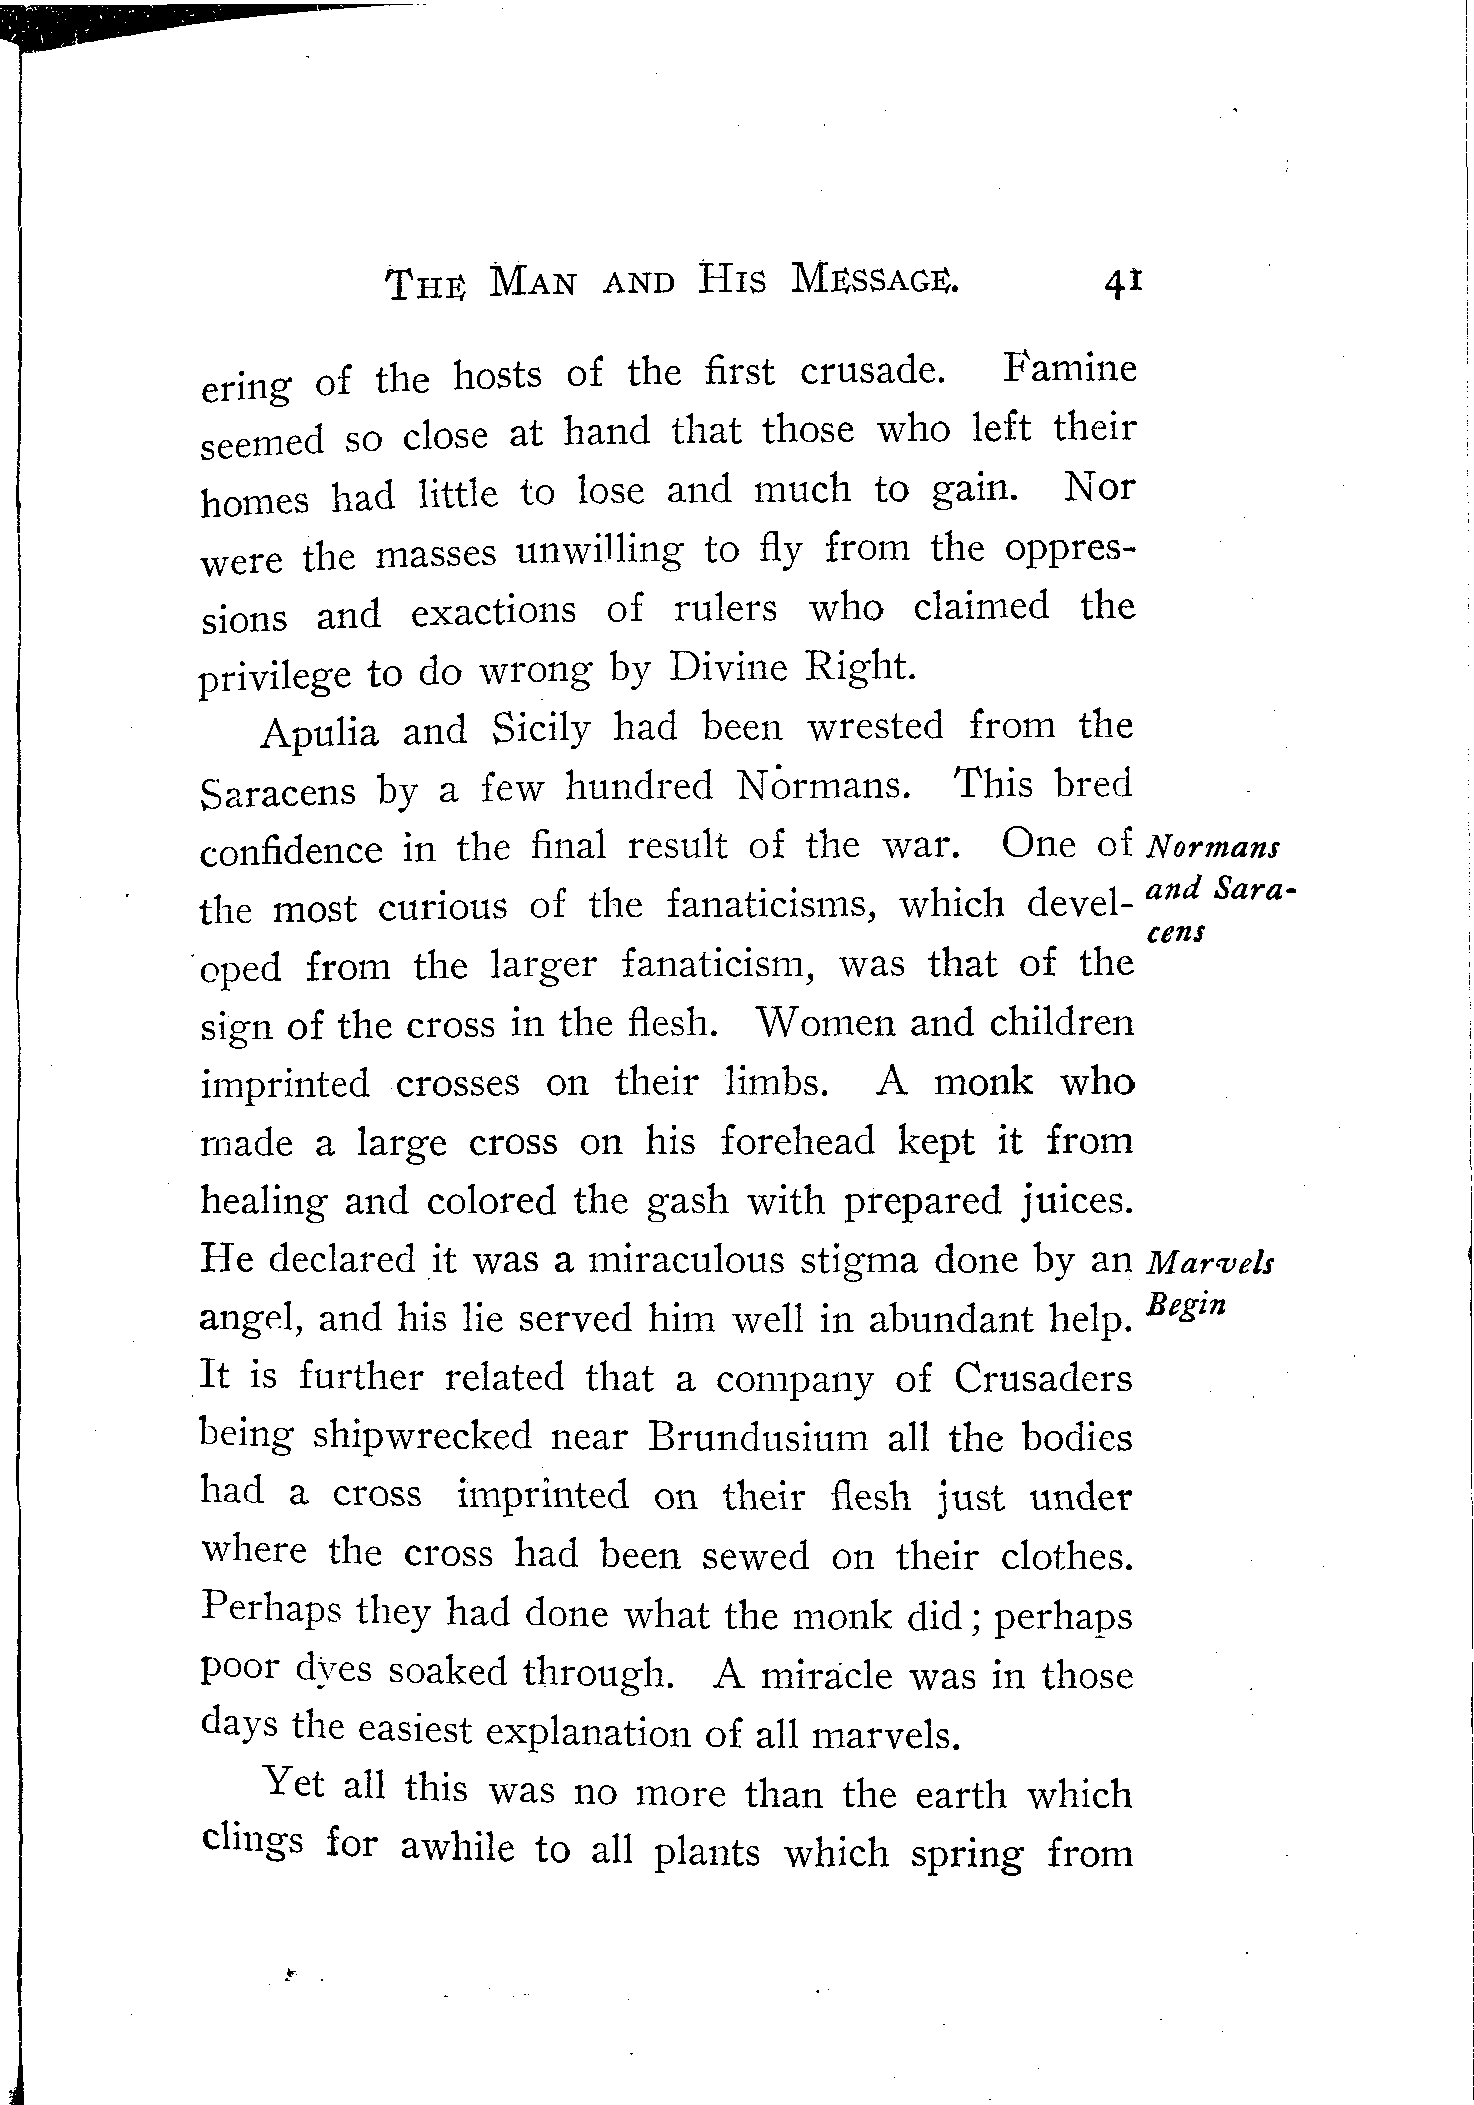 The Man and His Message. 41
ering of the hosts of the first crusade. Famine
seemed so close at hand that those who left their
homes had little to lose and much to gain. Nor
were the masses unwilling to fly from the oppres-
sions and exactions of rulers who claimed the
privilege to do wrong by Divine Right.
Apulia and Sicily had been wrested from the
Saracens by a few hundred Normans. This bred
confidence in the final result of the war. One of
the most curious of the fanaticisms, which devel-
oped from the larger fanaticism, was that of the
Normans
and Sara-
cens
sign of the cross in the flesh. Women and children
imprinted crosses on their limbs. A monk who
made a large cross on his forehead kept it from
healing and colored the gash with prepared juices.
He declared it was a miraculous stigma done by an
angel, and his lie served him well in abundant help.
Marvels
Begin
It is further related that a company of Crusaders
being shipwrecked near Brundusium all the bodies
had a cross imprinted on their flesh just under
where the cross had been sewed on their clothes.
Perhaps they had done what the monk did; perhaps
poor dyes soaked through. A miracle was in those
days the easiest explanation of all marvels.
Yet all this was no more than the earth which
clings for awhile to all plants which spring from